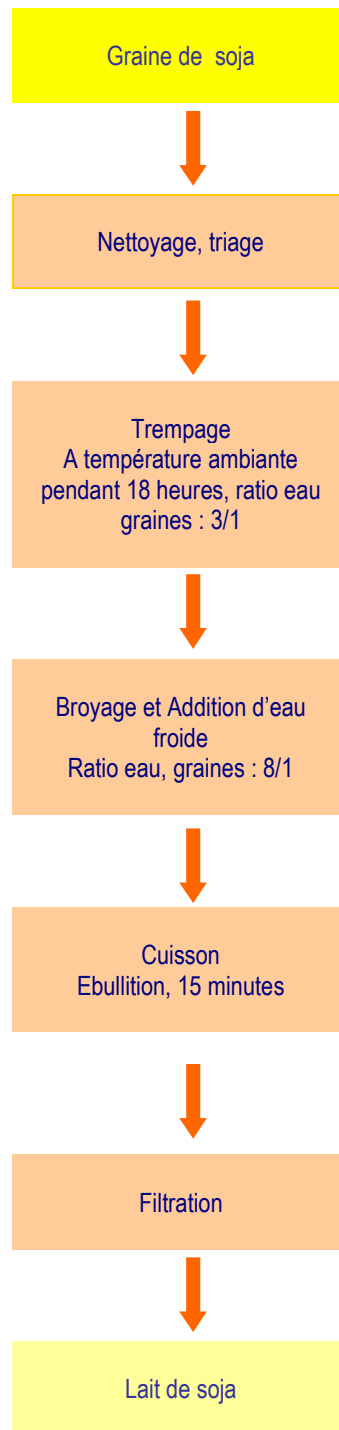 Graine de  soja
Nettoyage, triage
Trempage
A température ambiante
pendant 18 heures, ratio eau
graines : 3/1
Broyage et Addition d’eau
froide
Ratio eau, graines : 8/1
Cuisson
Ebullition, 15 minutes
Filtration
Lait de soja